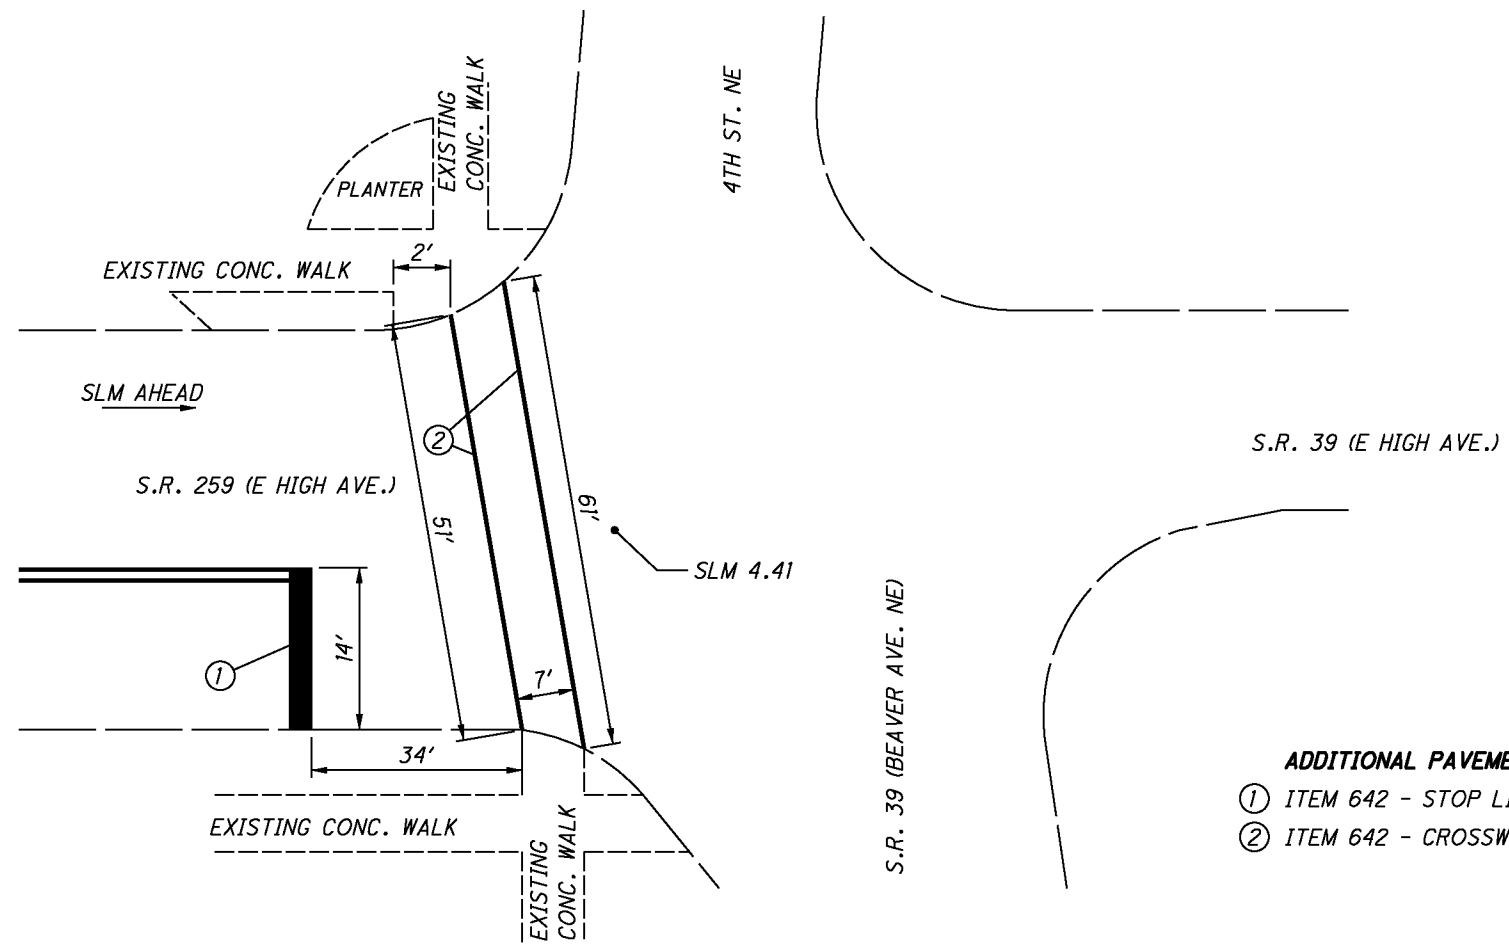 EXISTING
CONC. WALK
4TH ST. NE
PLANTER
2'
EXISTING CONC. WALK
SLM AHEAD
2
S.R. 39 (E HIGH AVE.)
S.R. 259 (E HIGH AVE.)
51'
61'
SLM 4.41
14'
1
7'
34'
S.R. 39 (BEAVER AVE. NE)
EXISTING CONC. WALK
EXISTING
CONC. WALK
ADDITIONAL
1 ITEM 642 - STOP
2 ITEM 642 -